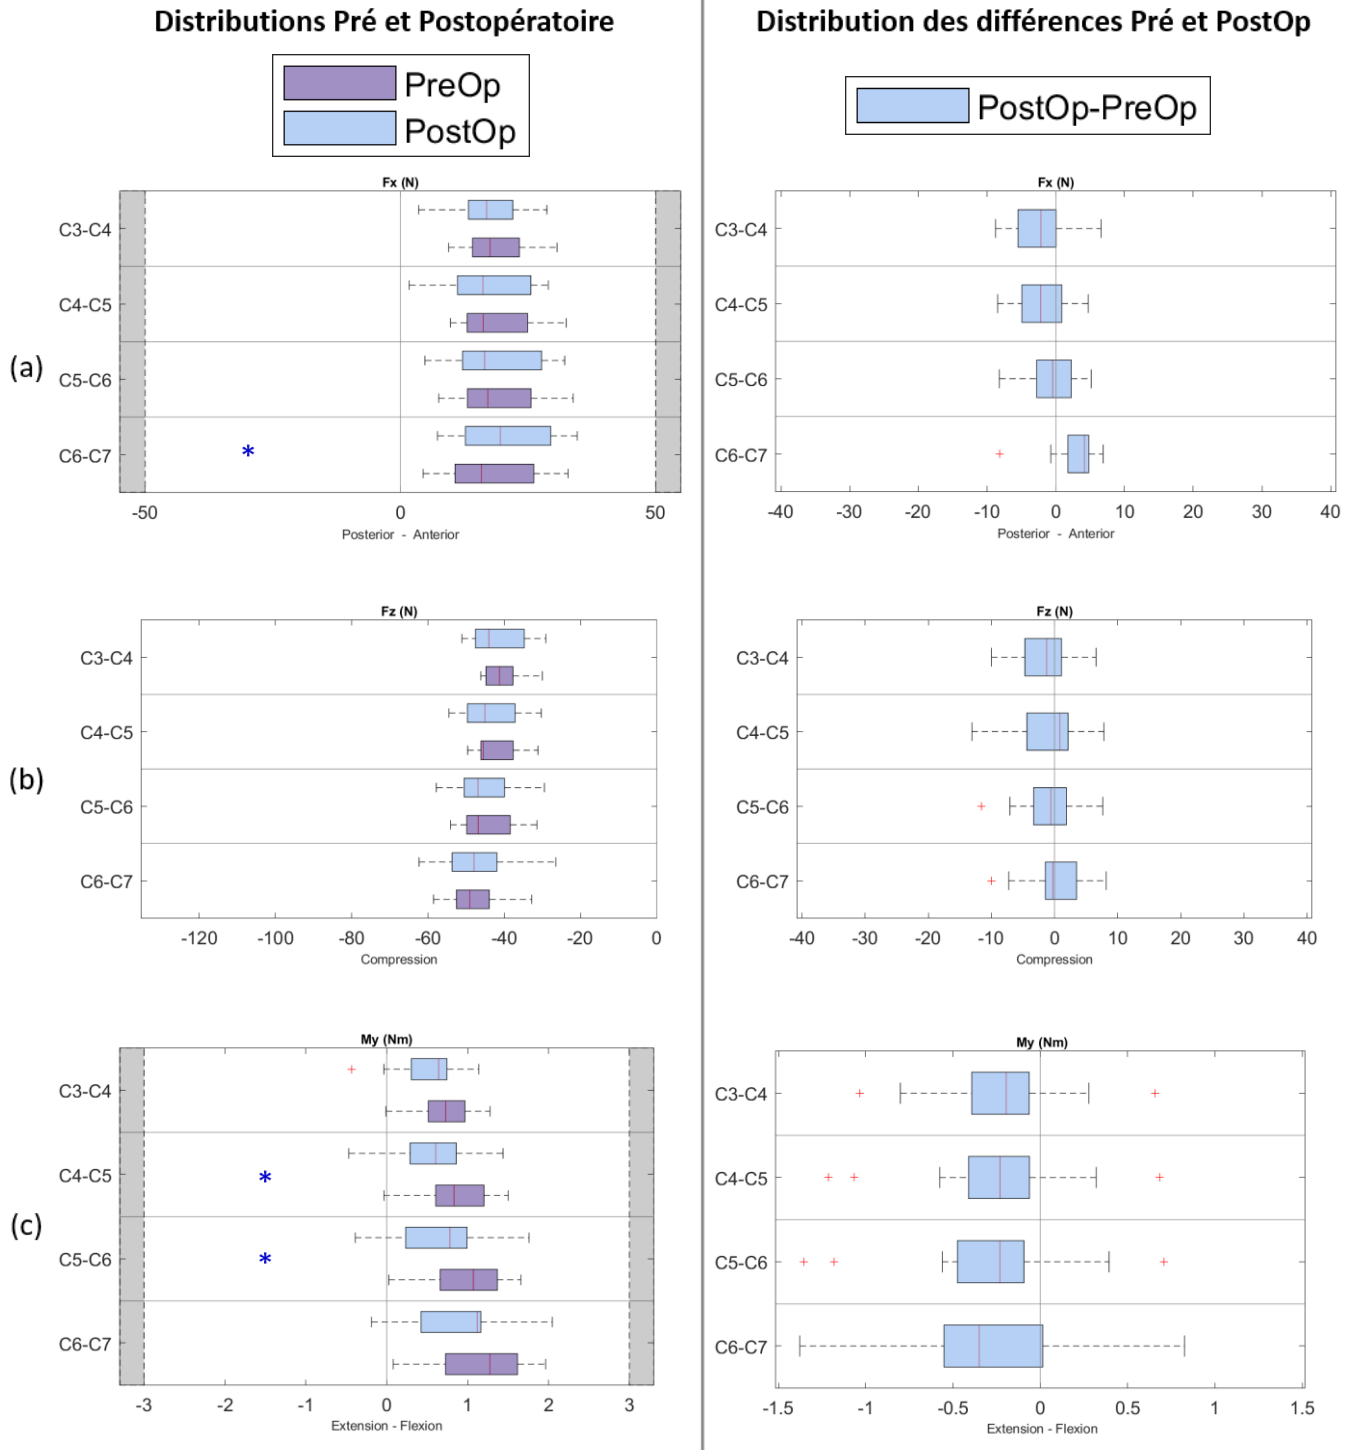 Distributions Pré et Postopératoire
PreOp
PostOp
(a)
Fx (N)
C3-C4
C4-C5
C5-C6
C6-C7
*
-50 0 50
Posterior - Anterior
(b)
Fz (N)
C3-C4
C4-C5
C5-C6
C6-C7
-120 -100 -80 -60 -40 -20 0
Compression
(c)
My (Nm)
C3-C4
C4-C5
*
C5-C6
*
C6-C7
-3 -2 -1 0 1 2 3
Extension - Flexion
Distribution des différences Pré et PostOp
PostOp-PreOp
Fx (N)
C3-C4
C4-C5
C5-C6
C6-C7
-40 -30 -20 -10 0 10 20 30 40
Posterior - Anterior
Fz (N)
C3-C4
C4-C5
C5-C6
C6-C7
-40 -30 -20 -10 0 10 20 30 40
Compression
My (Nm)
C3-C4
C4-C5
C5-C6
C6-C7
-1.5 -1 -0.5 0 0.5 1 1.5
Extension - Flexion